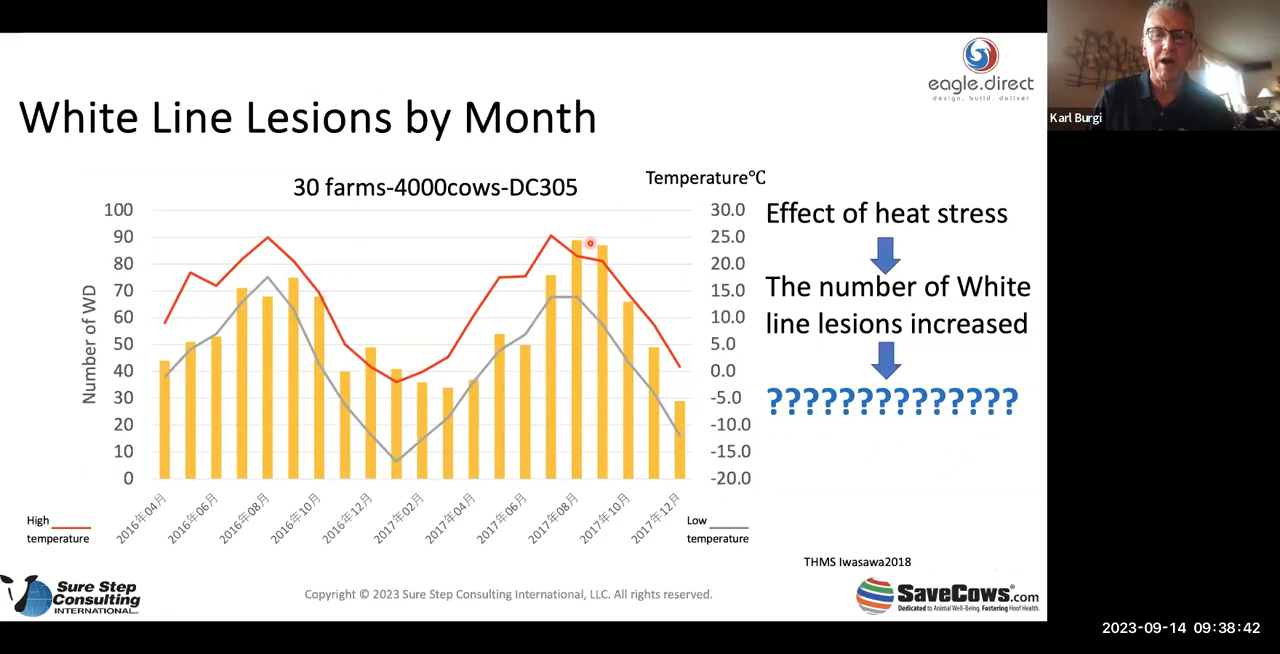 eagle.direct
design. build. deliver
Karl Burgi
White Line Lesions by Month
30 farms-4000cows-DC305
Temperature℃
Number of WD
100
90
80
70
60
50
40
30
20
10
0
30.0
25.0
20.0
15.0
10.0
5.0
0.0
-5.0
-10.0
-15.0
-20.0
2016年04月
2016年06月
2016年08月
2016年10月
2016年12月
2017年02月
2017年04月
2017年06月
2017年08月
2017年10月
2017年12月
High
temperature
Low
temperature
Effect of heat stress
The number of White
line lesions increased
??????????????
THMS Iwasawa2018
Sure Step
Consulting
INTERNATIONAL, LLC
Copyright © 2023 Sure Step Consulting International, LLC. All rights reserved.
SaveCows.com
Dedicated to Animal Well-Being, Fostering Hoof Health.
2023-09-14 09:38:42